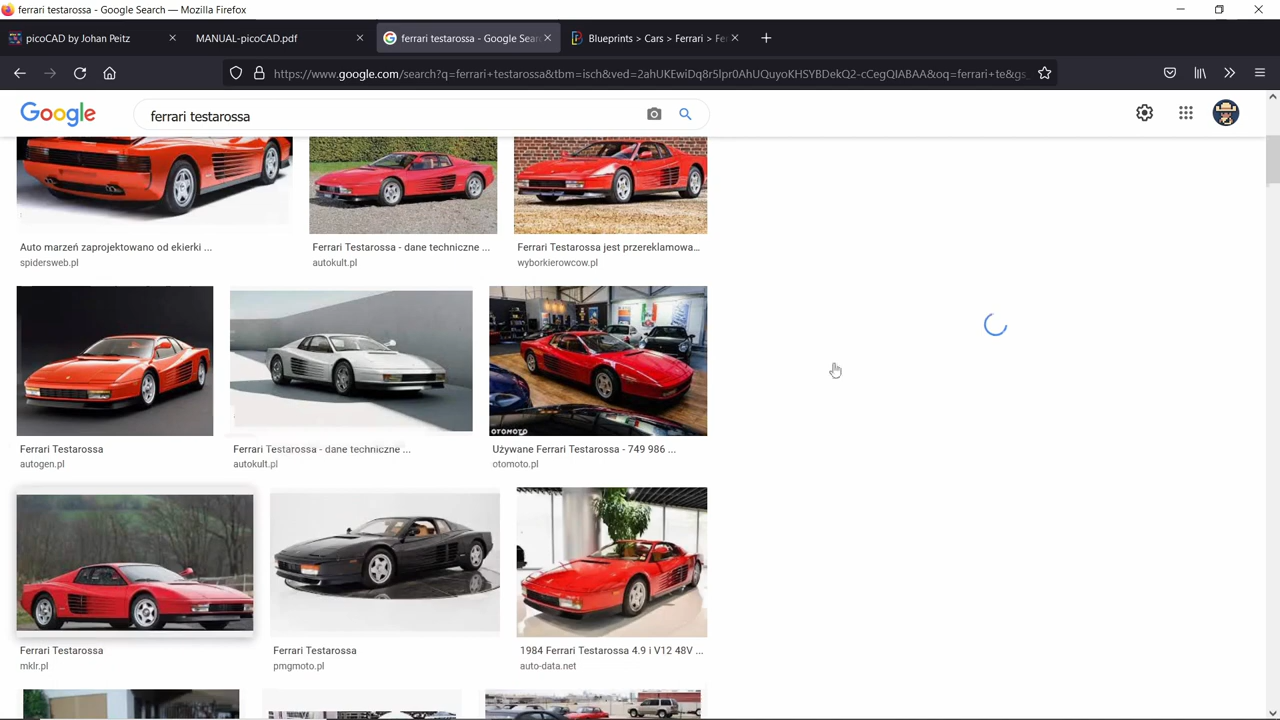 ferrari testarossa - Google Search — Mozilla Firefox
picoCAD by Johan Peitz
MANUAL-picoCAD.pdf
ferrari testarossa - Google Sear
Blueprints > Cars > Ferrari > Fe
https://www.google.com/search?q=ferrari+testarossa&tbm=isch&ved=2ahUKEwiDq8r5lpr0AhUQuyoKHSYBDekQ2-cCegQIABAA&oq=ferrari+te&gs_
Google
ferrari testarossa
Auto marzeń zaprojektowano od ekierki ...
spidersweb.pl
Ferrari Testarossa - dane techniczne ...
autokult.pl
Ferrari Testarossa jest przereklamowa...
wyborkierowcow.pl
OTOMOTO
Ferrari Testarossa
autogen.pl
Ferrari Testarossa - dane techniczne ...
autokult.pl
Używane Ferrari Testarossa - 749 986 ...
otomoto.pl
Ferrari Testarossa
mklr.pl
Ferrari Testarossa
pmgmoto.pl
1984 Ferrari Testarossa 4.9 i V12 48V ...
auto-data.net